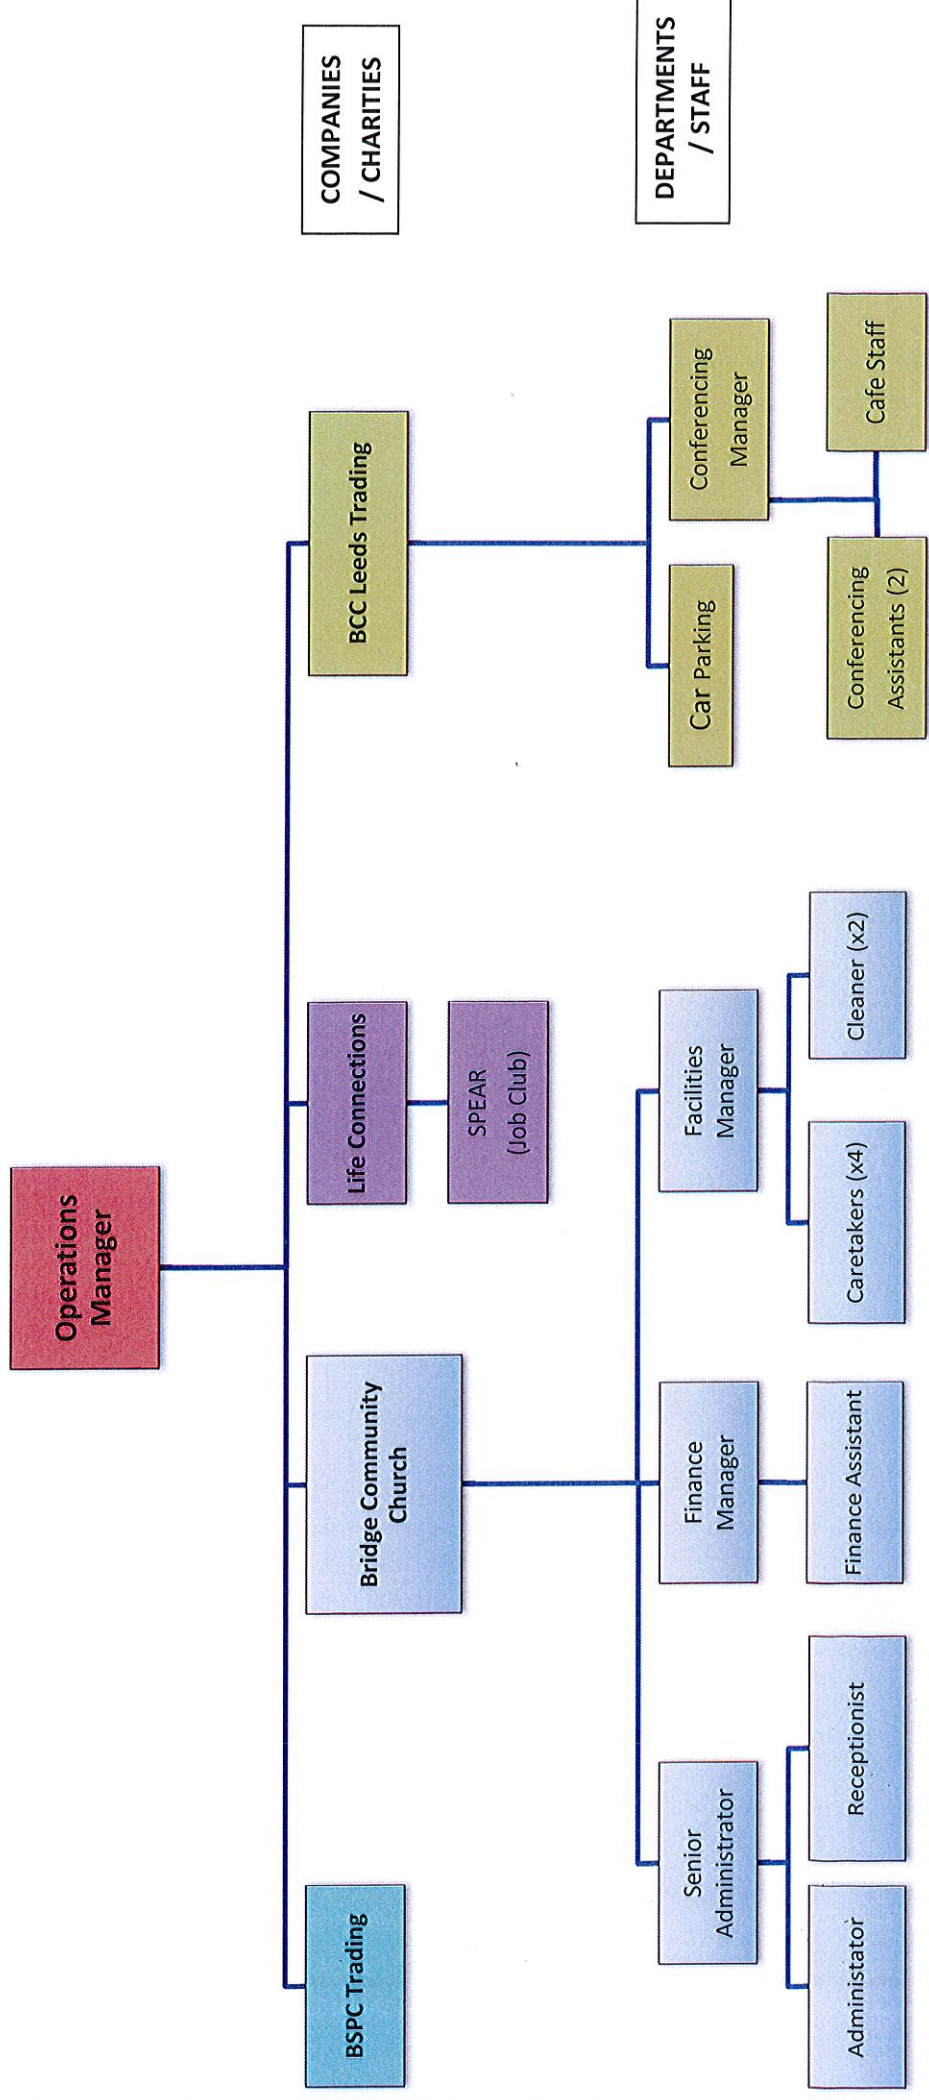 Operations
Manager
COMPANIES
/ CHARITIES
BSPC Trading
Bridge Community
Church
Life Connections
BCC Leeds Trading
SPEAR
(Job Club)
DEPARTMENTS
/ STAFF
Senior
Administrator
Finance
Manager
Facilities
Manager
Car Parking
Conferencing
Manager
Administator
Receptionist
Finance Assistant
Caretakers (x4)
Cleaner (x2)
Conferencing
Assistants (2)
Cafe Staff